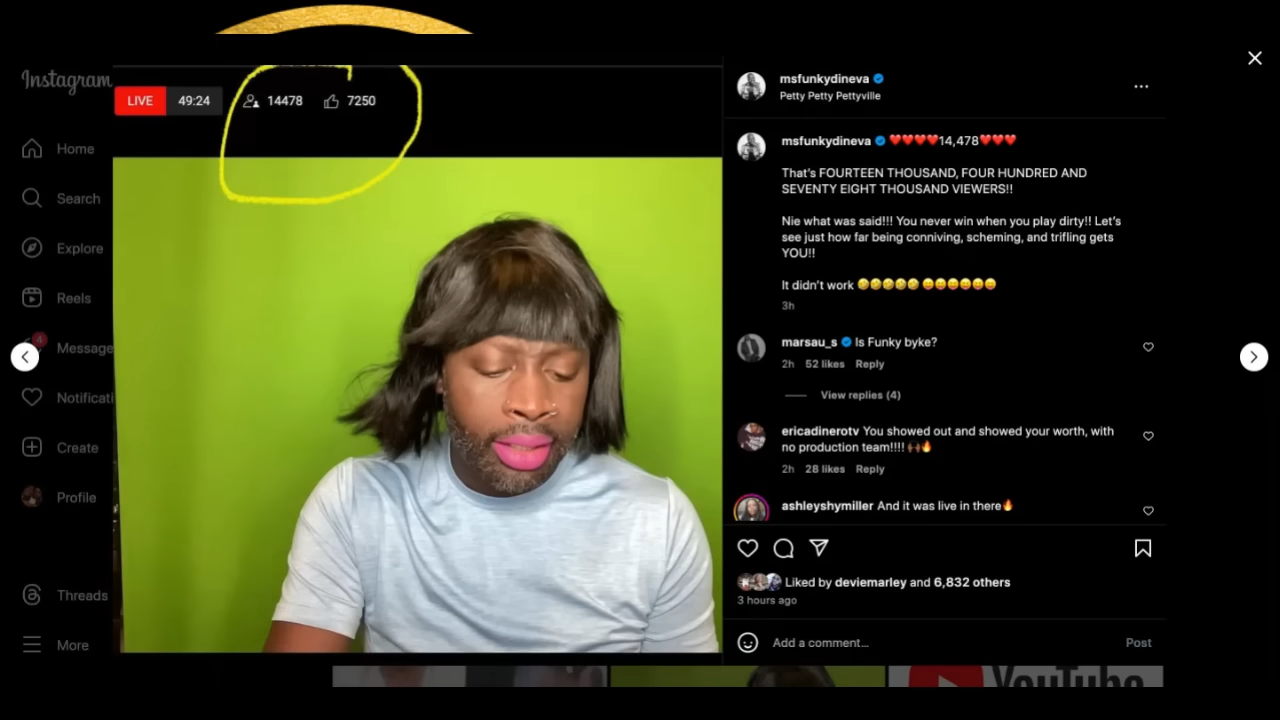 Instagram
LIVE 49:24 14478 7250
Home
Search
Explore
Reels
4
Message
Notificati
Create
Profile
Threads
More
msfunkydineva
Petty Petty Pettyville
msfunkydineva ❤️❤️❤️❤️14,478❤️❤️❤️
That's FOURTEEN THOUSAND, FOUR HUNDRED AND
SEVENTY EIGHT THOUSAND VIEWERS!!
Nie what was said!!! You never win when you play dirty!! Let's
see just how far being conniving, scheming, and trifling gets
YOU!!
It didn't work 🤣🤣🤣🤣🤣 😛😛😛😛😛😛
3h
marsau_s Is Funky byke?
2h 52 likes Reply
View replies (4)
ericadinerotv You showed out and showed your worth, with
no production team!!!! 🙌🏾🔥
2h 28 likes Reply
ashleyshymiller And it was live in there🔥
Liked by deviemarley and 6,832 others
3 hours ago
Add a comment… Post
YouTube